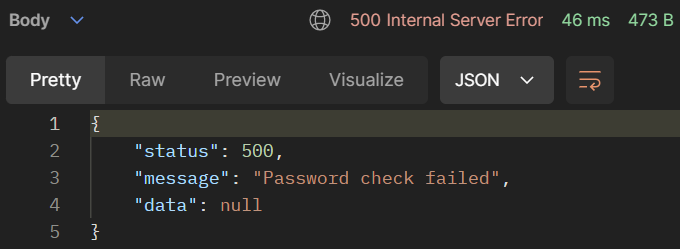 Body 500 Internal Server Error 46 ms 473 B
Pretty Raw Preview Visualize JSON
1 {
2 "status": 500,
3 "message": "Password check failed",
4 "data": null
5 }